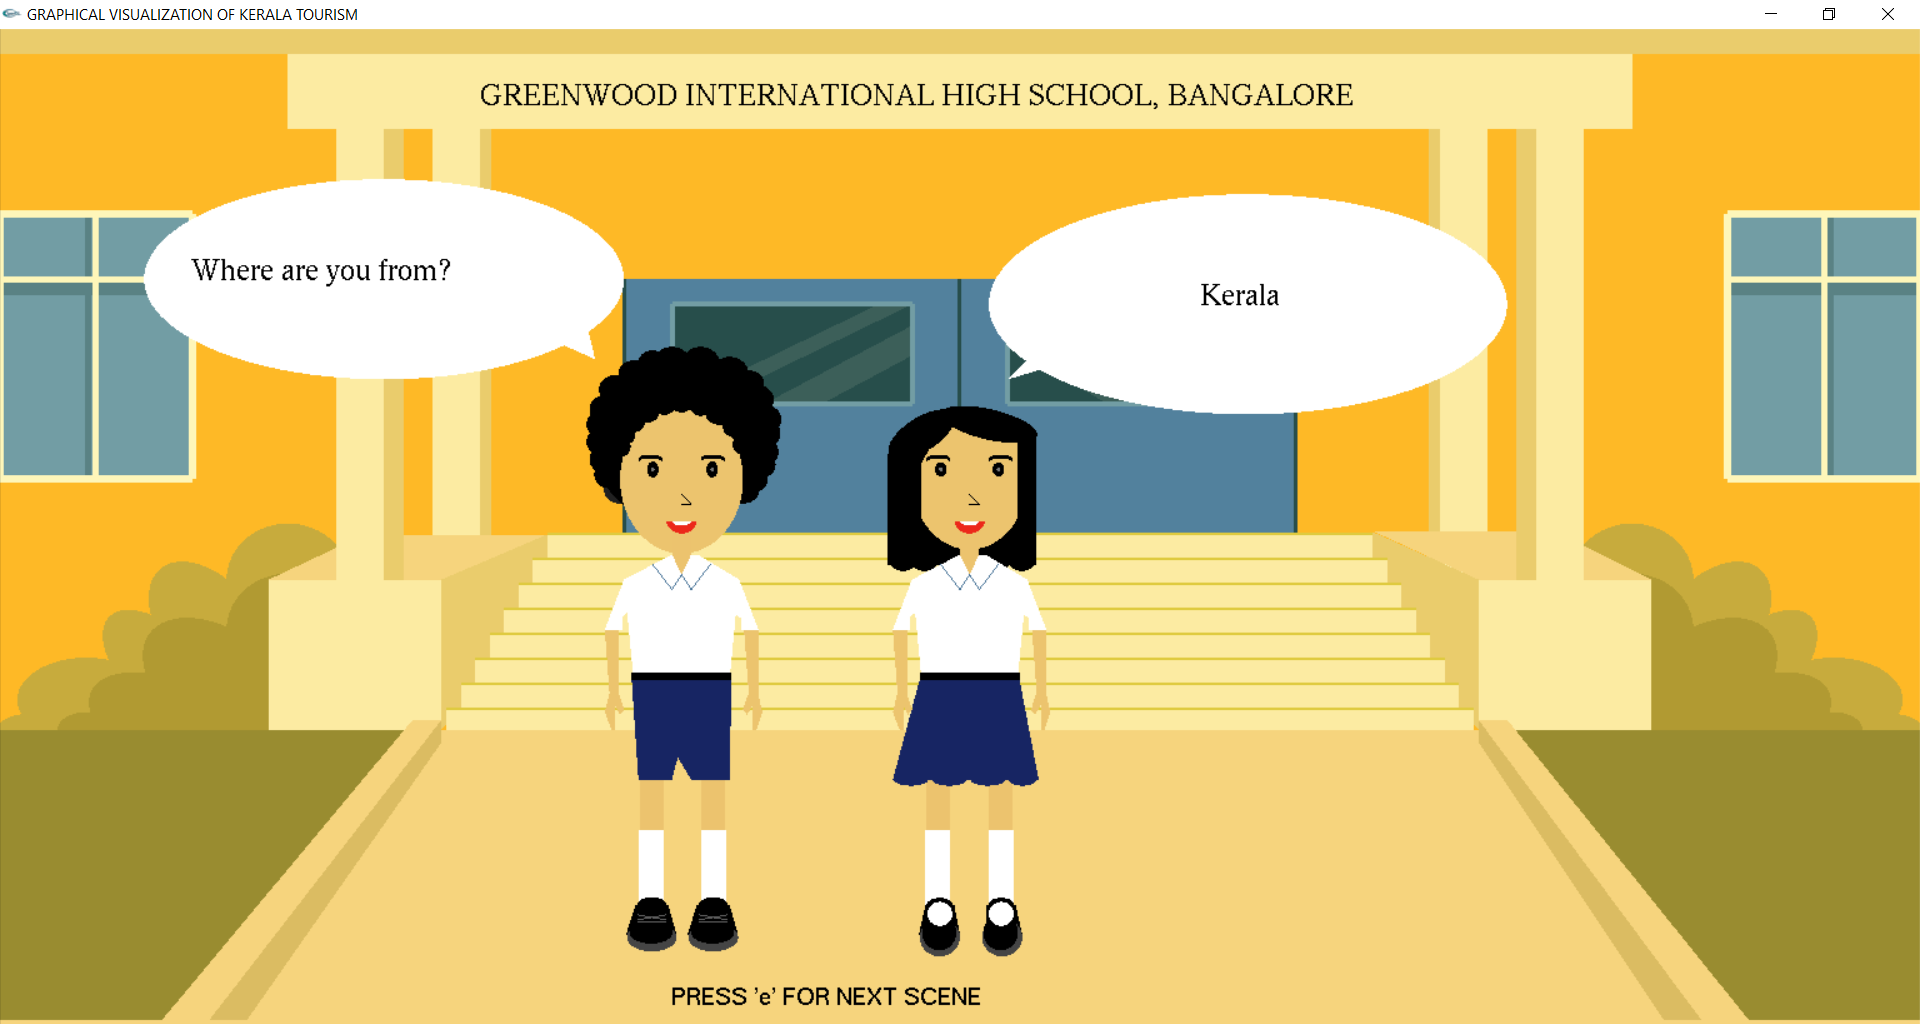 GRAPHICAL VISUALIZATION OF KERALA TOURISM
GREENWOOD INTERNATIONAL HIGH SCHOOL, BANGALORE
Where are you from?
Kerala
PRESS 'e' FOR NEXT SCENE